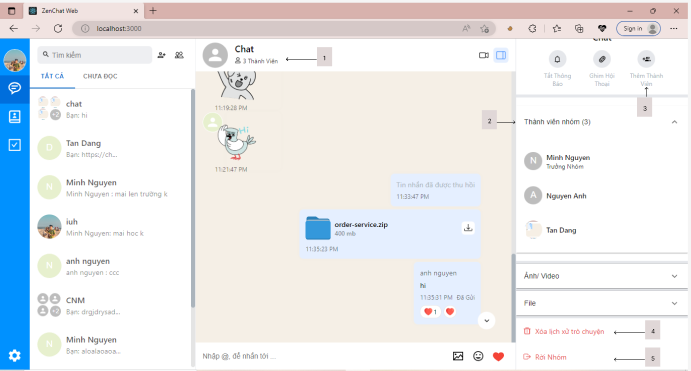 ZenChat Web
localhost:3000
Sign in
Tìm kiếm
TẤT CẢ
CHƯA ĐỌC
chat
Bạn: hi
+2
D
Tan Dang
Bạn: https://ch...
N
Minh Nguyen
Minh Nguyen : mai len trường k
iuh
Minh Nguyen: mai hoc k
N
anh nguyen
anh nguyen : ccc
CNM
Bạn: drgjdrysad...
+2
N
Minh Nguyen
Bạn: aloalaoaoa...
Chat
3 Thành Viên
1
11:19:28 PM
11:21:47 PM
Tin nhắn đã được thu hồi
11:33:47 PM
order-service.zip
400 mb
11:35:23 PM
anh nguyen
hi
11:35:31 PM Đã Gửi
1
Nhập @, để nhấn tới ...
Chat
Tắt Thông Báo
Ghim Hội Thoại
Thêm Thành Viên
3
2
Thành viên nhóm (3)
N
Minh Nguyen
Trưởng Nhóm
A
Nguyen Anh
Tan Dang
Ảnh/ Video
File
Xóa lịch xử trò chuyện
4
Rời Nhóm
5